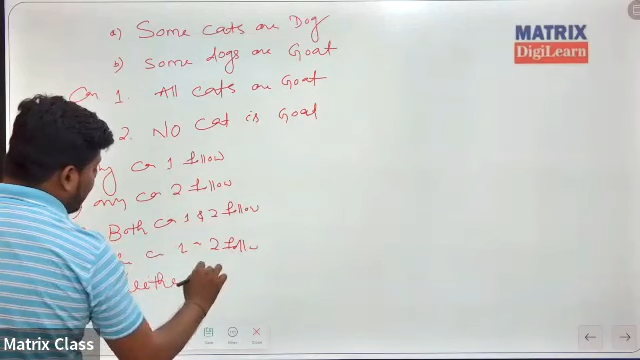 a) Some cats are Dog
MATRIX
DigiLearn
b) Some dogs are Goat
Con 1. All cats are Goat
2. No Cat is Goat
con 1 follow
con 2 follow
Both con 1 & 2 follow
con 1 2 follow
Matrix Class